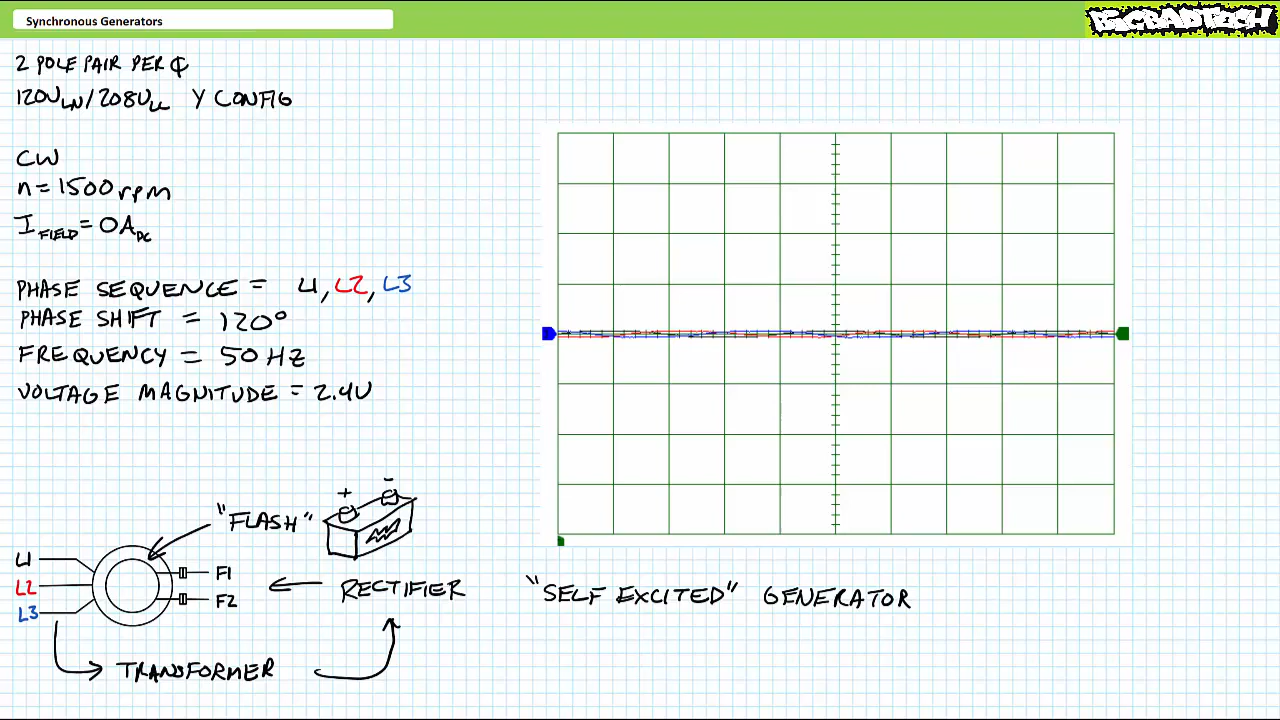 Synchronous Generators
BIGBADTECH
2 POLE PAIR PER ¢
120VLN/208VLL Y CONFIG
CW
n = 1500 rpm
IFIELD = 0ADC
PHASE SEQUENCE = L1, L2, L3
PHASE SHIFT = 120°
FREQUENCY = 50 HZ
VOLTAGE MAGNITUDE = 2.4V
+ -
"FLASH"
L1
F1
L2
RECTIFIER
"SELF EXCITED" GENERATOR
F2
L3
TRANSFORMER